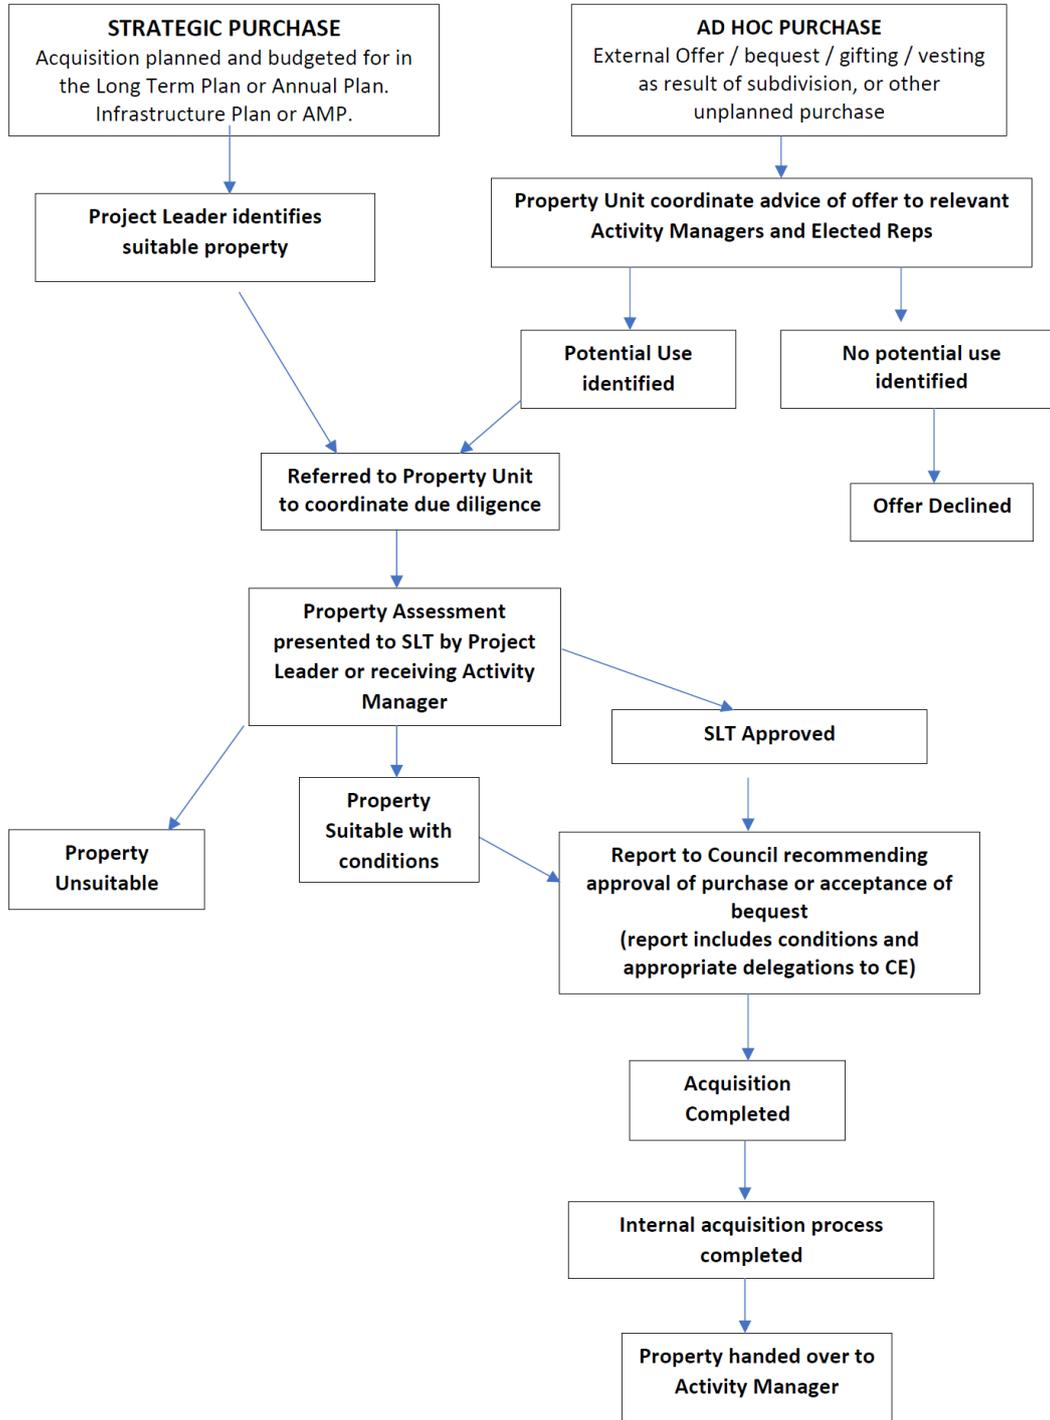 STRATEGIC PURCHASE
Acquisition planned and budgeted for in
the Long Term Plan or Annual Plan.
Infrastructure Plan or AMP.
AD HOC PURCHASE
External Offer / bequest / gifting / vesting
as result of subdivision, or other
unplanned purchase
Project Leader identifies
suitable property
Property Unit coordinate advice of offer to relevant
Activity Managers and Elected Reps
Potential Use
identified
No potential use
identified
Referred to Property Unit
to coordinate due diligence
Offer Declined
Property Assessment
presented to SLT by Project
Leader or receiving Activity
Manager
SLT Approved
Property
Suitable with
conditions
Property
Unsuitable
Report to Council recommending
approval of purchase or acceptance of
bequest
(report includes conditions and
appropriate delegations to CE)
Acquisition
Completed
Internal acquisition process
completed
Property handed over to
Activity Manager